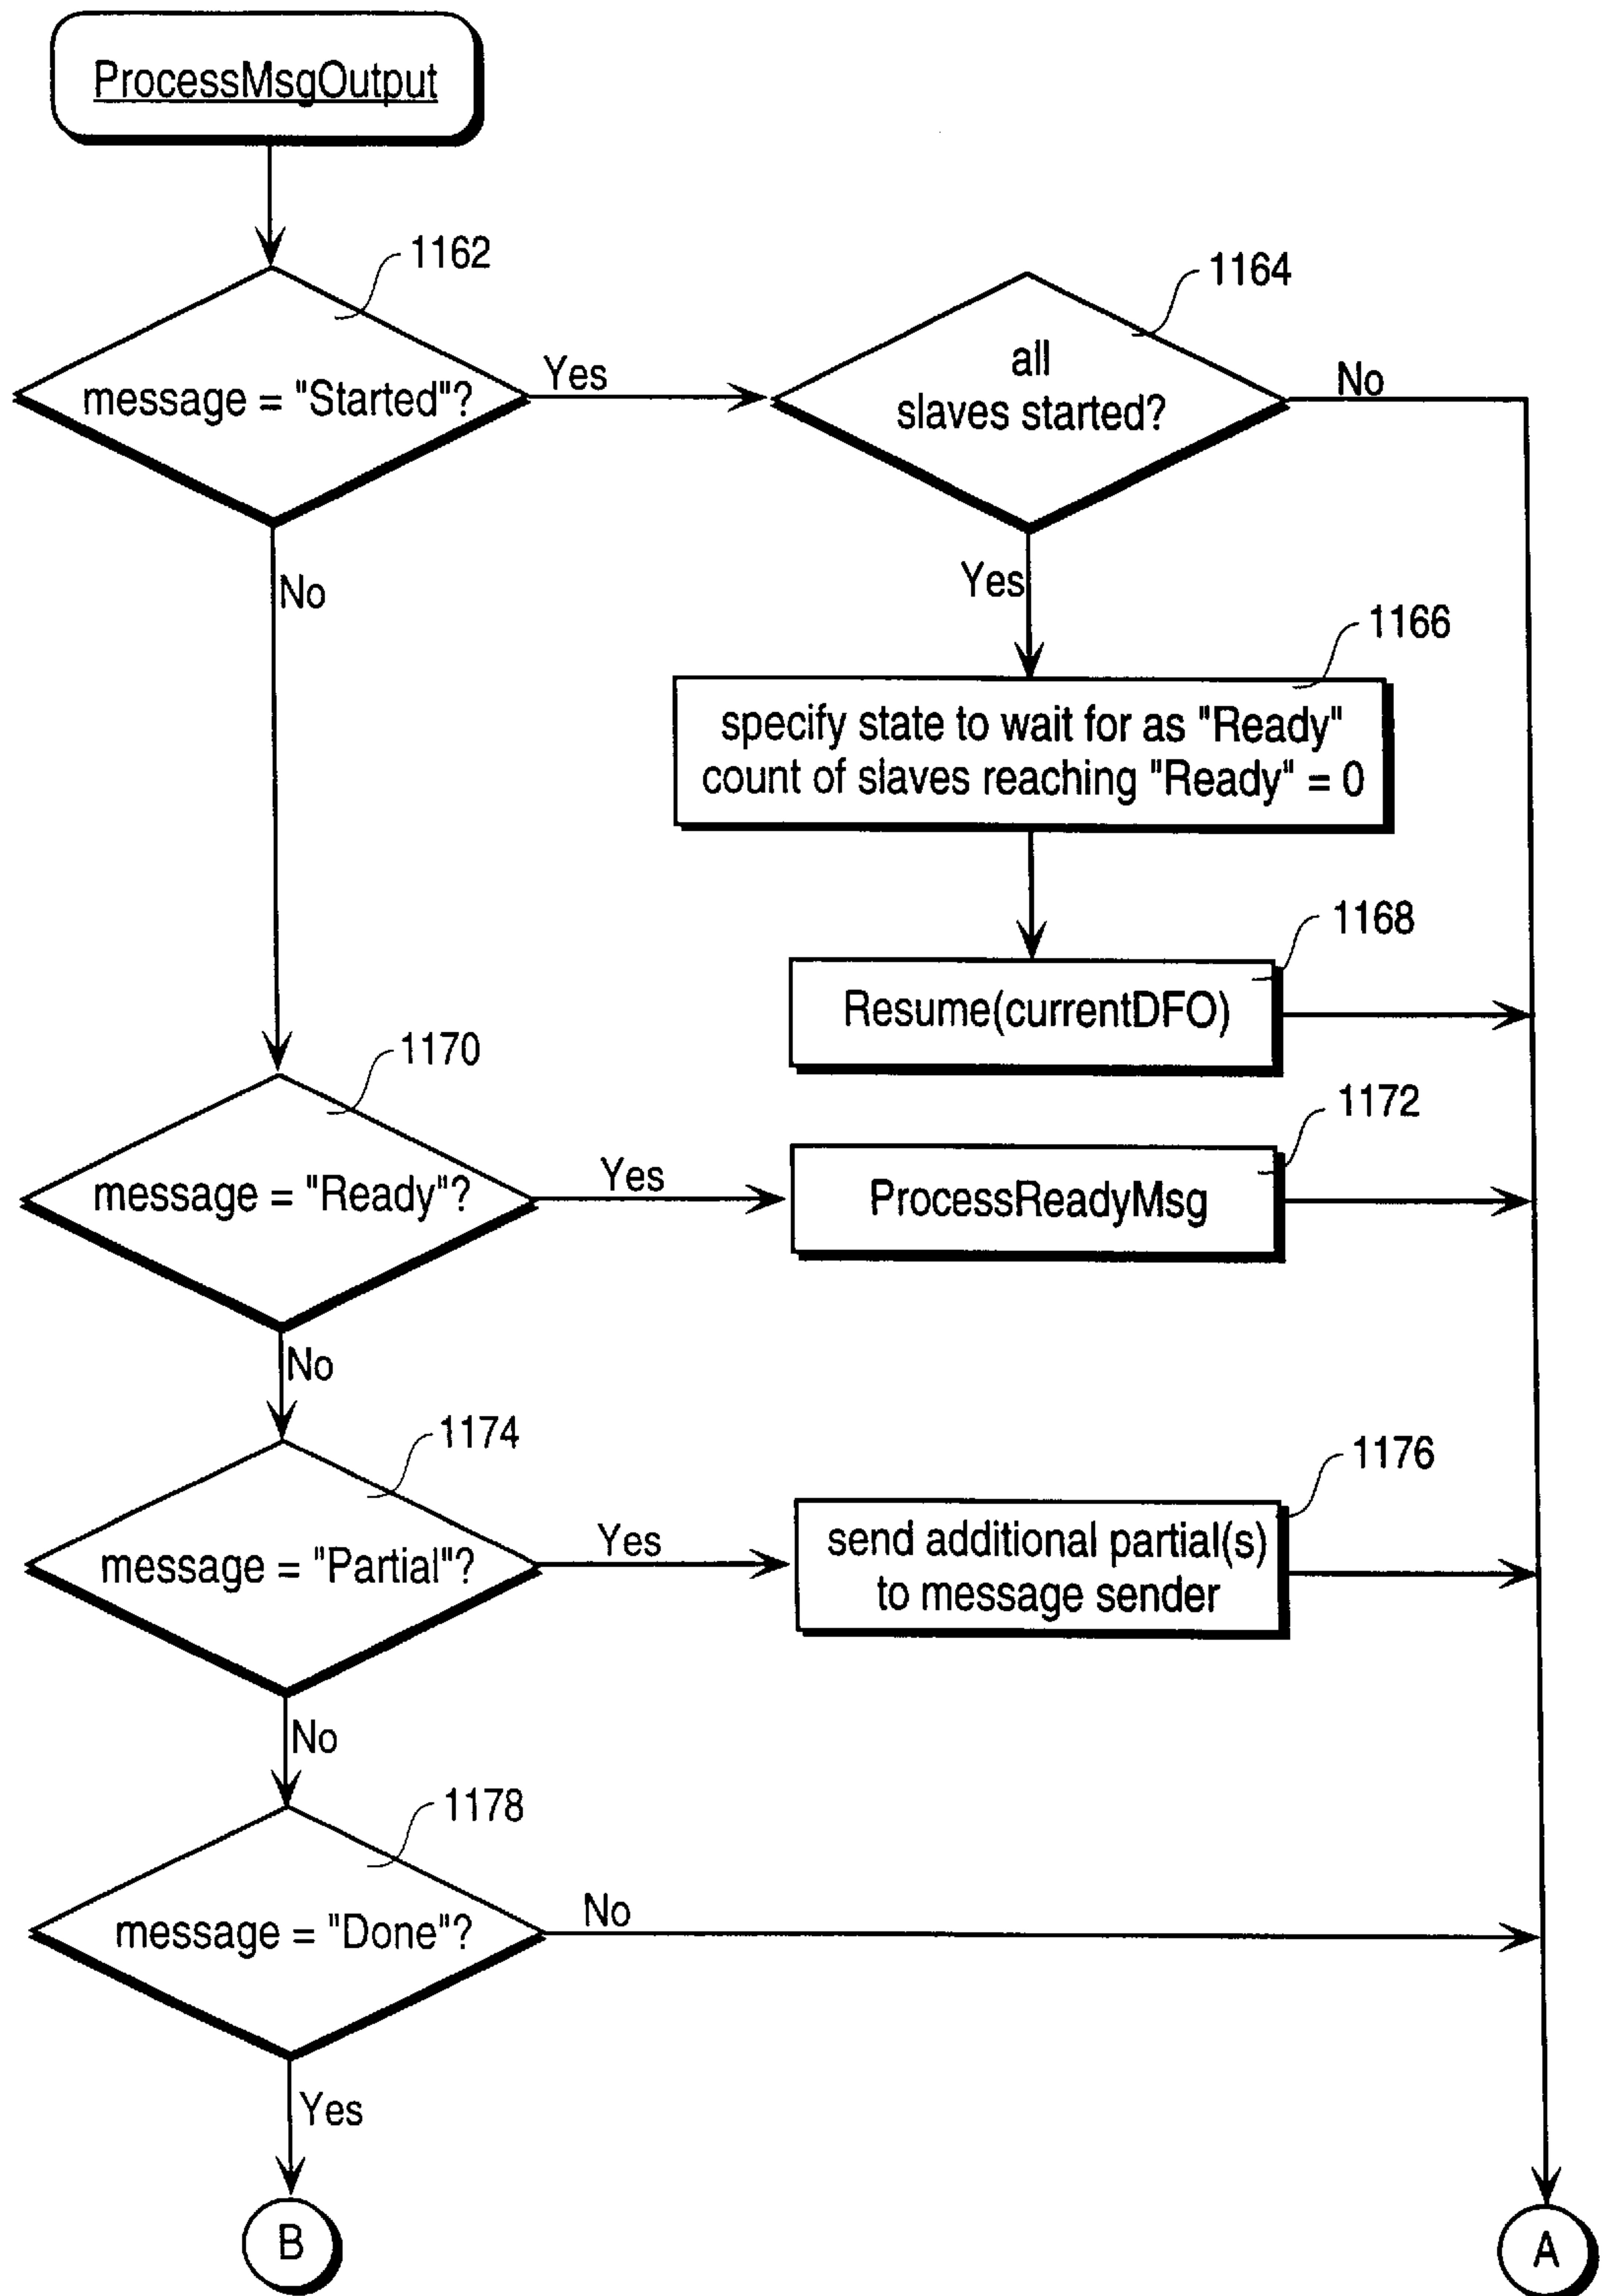 ProcessMsgOutput
1162
message = "Started"?
Yes
1164
all
slaves started?
No
No
Yes
1166
specify state to wait for as "Ready"
count of slaves reaching "Ready" = 0
1168
Resume(currentDFO)
1170
message = "Ready"?
Yes
1172
ProcessReadyMsg
No
1174
message = "Partial"?
Yes
1176
send additional partial(s)
to message sender
No
1178
message = "Done"?
No
Yes
B
A